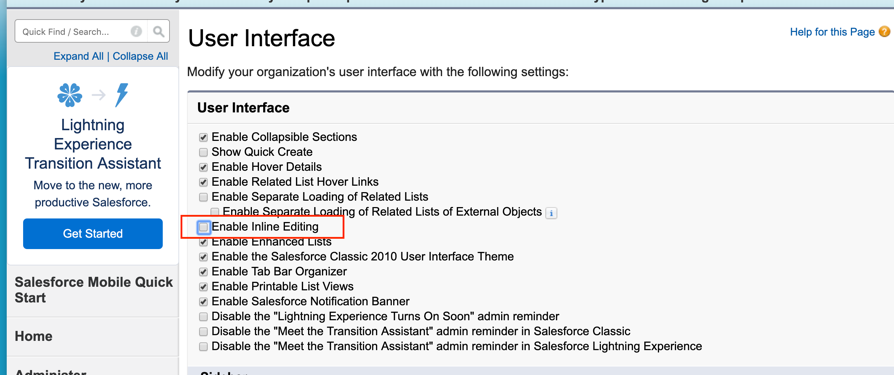 Quick Find / Search...
Expand All | Collapse All
Lightning
Experience
Transition Assistant
Move to the new, more
productive Salesforce.
Get Started
Salesforce Mobile Quick
Start
Home
Administer
User Interface
Help for this Page
Modify your organization's user interface with the following settings:
User Interface
Enable Collapsible Sections
Show Quick Create
Enable Hover Details
Enable Related List Hover Links
Enable Separate Loading of Related Lists
Enable Separate Loading of Related Lists of External Objects
Enable Inline Editing
Enable Enhanced Lists
Enable the Salesforce Classic 2010 User Interface Theme
Enable Tab Bar Organizer
Enable Printable List Views
Enable Salesforce Notification Banner
Disable the "Lightning Experience Turns On Soon" admin reminder
Disable the "Meet the Transition Assistant" admin reminder in Salesforce Classic
Disable the "Meet the Transition Assistant" admin reminder in Salesforce Lightning Experience
Sidebar